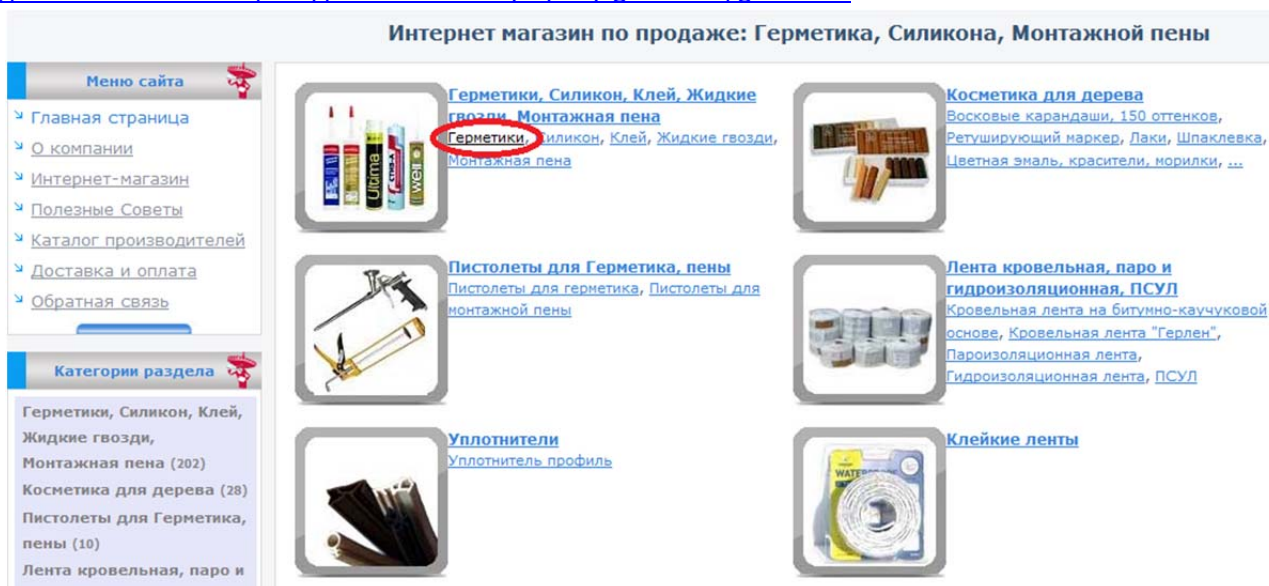 Интернет магазин по продаже: Герметика, Силикона, Монтажной пены
Меню сайта
Главная страница
О компании
Интернет-магазин
Полезные Советы
Каталог производителей
Доставка и оплата
Обратная связь
Категории раздела
Герметики, Силикон, Клей,
Жидкие гвозди,
Монтажная пена (202)
Косметика для дерева (28)
Пистолеты для Герметика,
пены (10)
Лента кровельная, паро и
Герметики, Силикон, Клей, Жидкие
гвозди, Монтажная пена
Герметики, Силикон, Клей, Жидкие гвозди,
Монтажная пена
Ultima
СТИЗ-А
well
Косметика для дерева
Восковые карандаши, 150 оттенков,
Ретуширующий маркер, Лаки, Шпаклевка,
Цветная эмаль, красители, морилки, ...
Пистолеты для Герметика, пены
Пистолеты для герметика, Пистолеты для
монтажной пены
Лента кровельная, паро и
гидроизоляционная, ПСУЛ
Кровельная лента на битумно-каучуковой
основе, Кровельная лента "Герлен",
Пароизоляционная лента,
Гидроизоляционная лента, ПСУЛ
Уплотнители
Уплотнитель профиль
Клейкие ленты